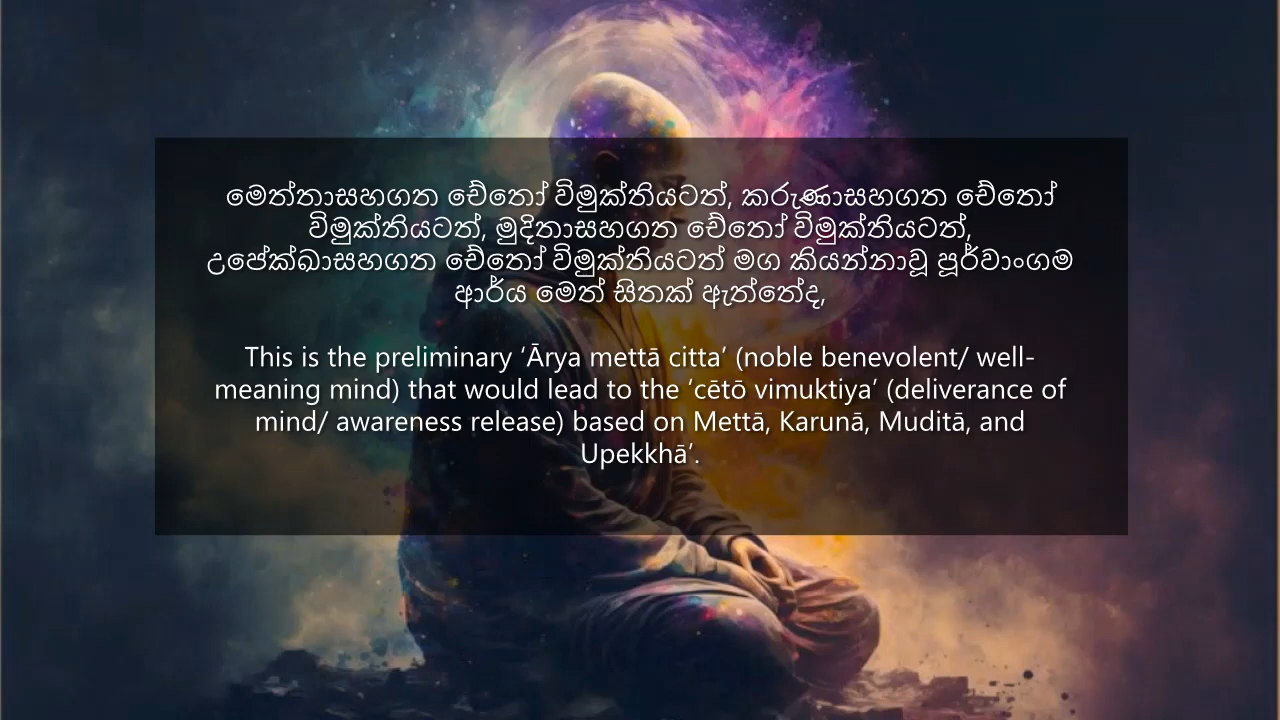 මෙත්තාසහගත චේතෝ විමුක්තියටත්, කරුණාසහගත චේතෝ
විමුක්තියටත්, මුදිතාසහගත චේතෝ විමුක්තියටත්,
උපේක්ඛාසහගත චේතෝ විමුක්තියටත් මග කියන්නාවූ පූර්වාංගම
ආර්ය මෙත් සිතක් ඇත්තේද,
This is the preliminary ‘Ārya mettā citta’ (noble benevolent/ well-
meaning mind) that would lead to the ‘cētō vimuktiya’ (deliverance of
mind/ awareness release) based on Mettā, Karunā, Muditā, and
Upekkhā’.